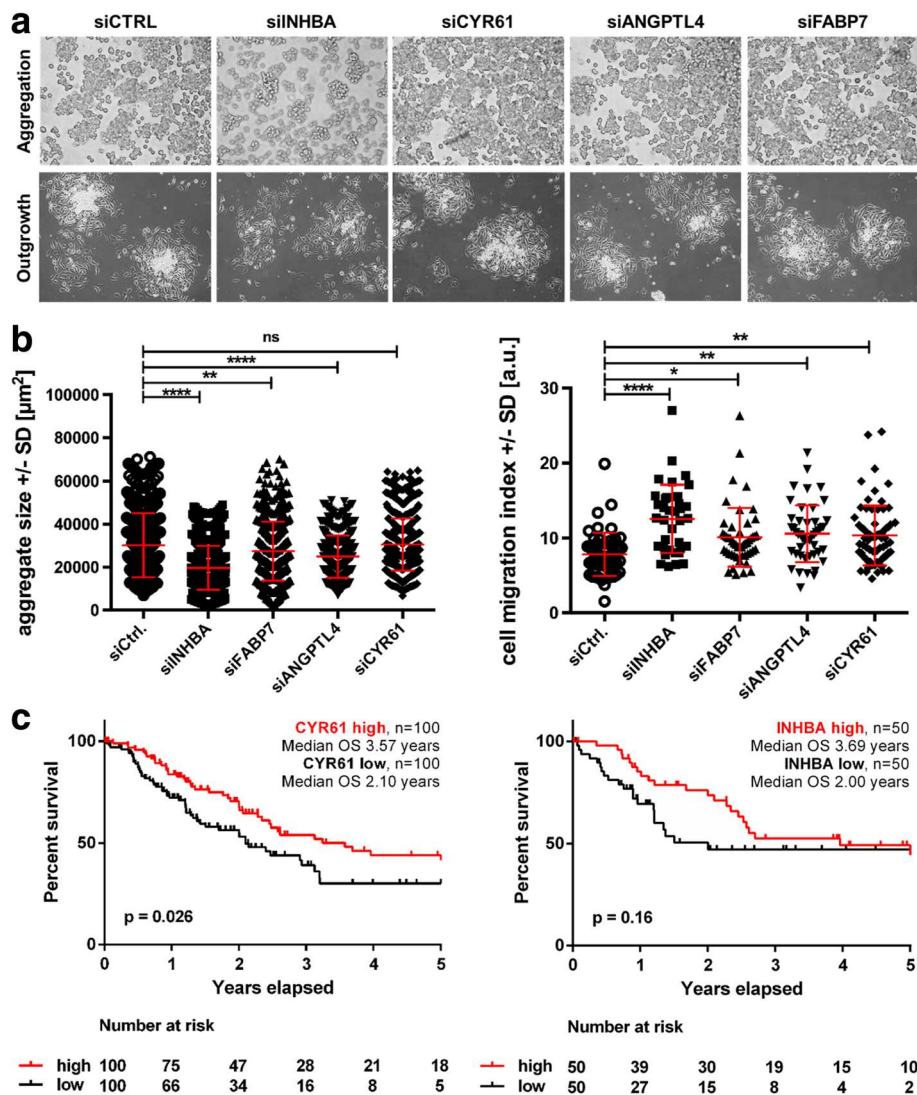 a
siCTRL siINHBA siCYR61 siANGPTL4 siFABP7
Aggregation
Outgrowth
b
aggregate size +/- SD [µm²]
100000
80000
60000
40000
20000
0
ns
****
**
****
siCtrl. siINHBA siFABP7 siANGPTL4 siCYR61
cell migration index +/- SD [a.u.]
30
20
10
0
**
**
*
****
siCtrl. siINHBA siFABP7 siANGPTL4 siCYR61
c
Percent survival
100
50
0
CYR61 high, n=100
Median OS 3.57 years
CYR61 low, n=100
Median OS 2.10 years
p = 0.026
0 1 2 3 4 5
Years elapsed
Number at risk
high 100 75 47 28 21 18
low 100 66 34 16 8 5
Percent survival
100
50
0
INHBA high, n=50
Median OS 3.69 years
INHBA low, n=50
Median OS 2.00 years
p = 0.16
0 1 2 3 4 5
Years elapsed
Number at risk
high 50 39 30 19 15 10
low 50 27 15 8 4 2